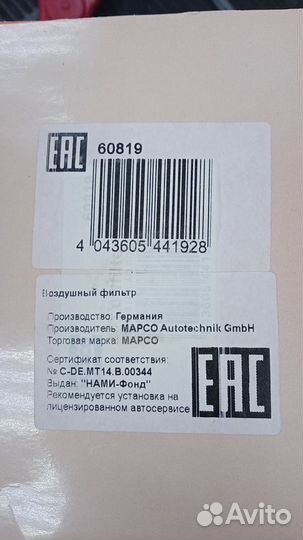 EAC 60819
4 043605 441928
Воздушный фильтр
Производство: Германия
Производитель: MAPCO Autotechnik GmbH
Торговая марка: MAPCO
Сертификат соответствия:
№ C-DE.MT14.B.00344
Выдан: "НАМИ-Фонд"
Рекомендуется установка на
лицензированном автосервисе
EAC
Avito